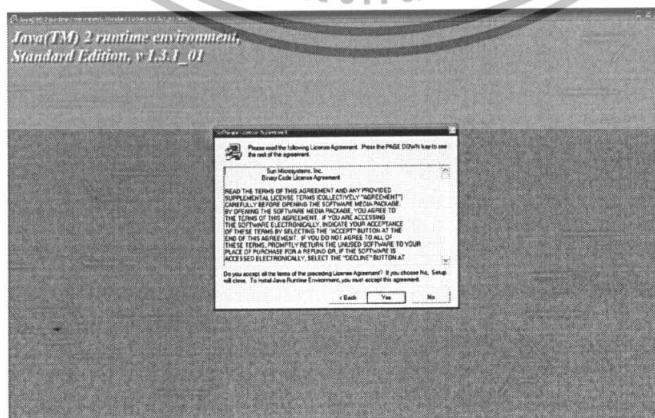 Java(TM) 2 runtime environment,
Standard Edition, v 1.3.1_01
Software License Agreement
Please read the following License Agreement. Press the PAGE DOWN key to see
the rest of the agreement.
Sun Microsystems, Inc.
Binary Code License Agreement
READ THE TERMS OF THIS AGREEMENT AND ANY PROVIDED
SUPPLEMENTAL LICENSE TERMS (COLLECTIVELY "AGREEMENT")
CAREFULLY BEFORE OPENING THE SOFTWARE MEDIA PACKAGE.
BY OPENING THE SOFTWARE MEDIA PACKAGE, YOU AGREE TO
THE TERMS OF THIS AGREEMENT. IF YOU ARE ACCESSING
THE SOFTWARE ELECTRONICALLY, INDICATE YOUR ACCEPTANCE
OF THESE TERMS BY SELECTING THE "ACCEPT" BUTTON AT THE
END OF THIS AGREEMENT. IF YOU DO NOT AGREE TO ALL OF
THESE TERMS, PROMPTLY RETURN THE UNUSED SOFTWARE TO YOUR
PLACE OF PURCHASE FOR A REFUND OR, IF THE SOFTWARE IS
ACCESSED ELECTRONICALLY, SELECT THE "DECLINE" BUTTON AT
Do you accept all the terms of the preceding License Agreement? If you choose No, Setup
will close. To install Java Runtime Environment, you must accept this agreement.
< Back Yes No